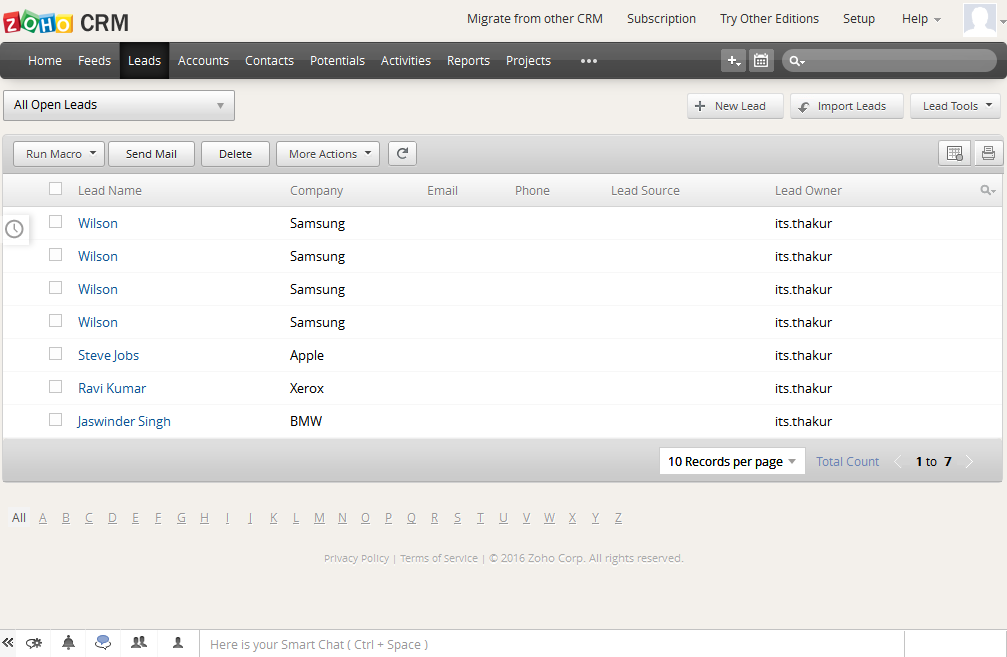 ZOHO CRM
Migrate from other CRM Subscription Try Other Editions Setup Help
Home Feeds Leads Accounts Contacts Potentials Activities Reports Projects
All Open Leads
New Lead Import Leads Lead Tools
Run Macro Send Mail Delete More Actions
Lead Name Company Email Phone Lead Source Lead Owner
Wilson Samsung its.thakur
Wilson Samsung its.thakur
Wilson Samsung its.thakur
Wilson Samsung its.thakur
Steve Jobs Apple its.thakur
Ravi Kumar Xerox its.thakur
Jaswinder Singh BMW its.thakur
10 Records per page Total Count 1 to 7
All A B C D E F G H I J K L M N O P Q R S T U V W X Y Z
Privacy Policy | Terms of Service | © 2016 Zoho Corp. All rights reserved.
Here is your Smart Chat ( Ctrl + Space )